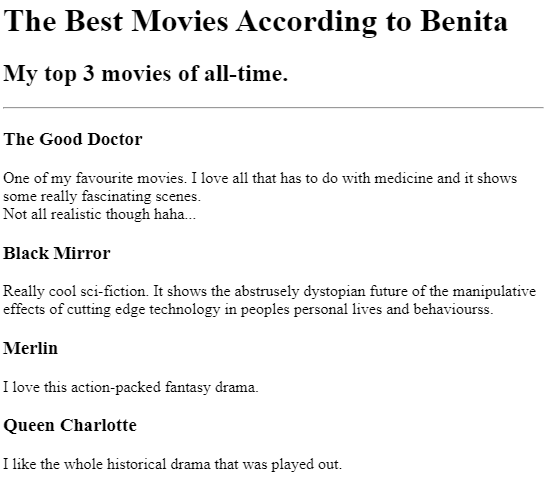 The Best Movies According to Benita
My top 3 movies of all-time.
The Good Doctor
One of my favourite movies. I love all that has to do with medicine and it shows
some really fascinating scenes.
Not all realistic though haha...
Black Mirror
Really cool sci-fiction. It shows the abstrusely dystopian future of the manipulative
effects of cutting edge technology in peoples personal lives and behaviourss.
Merlin
I love this action-packed fantasy drama.
Queen Charlotte
I like the whole historical drama that was played out.